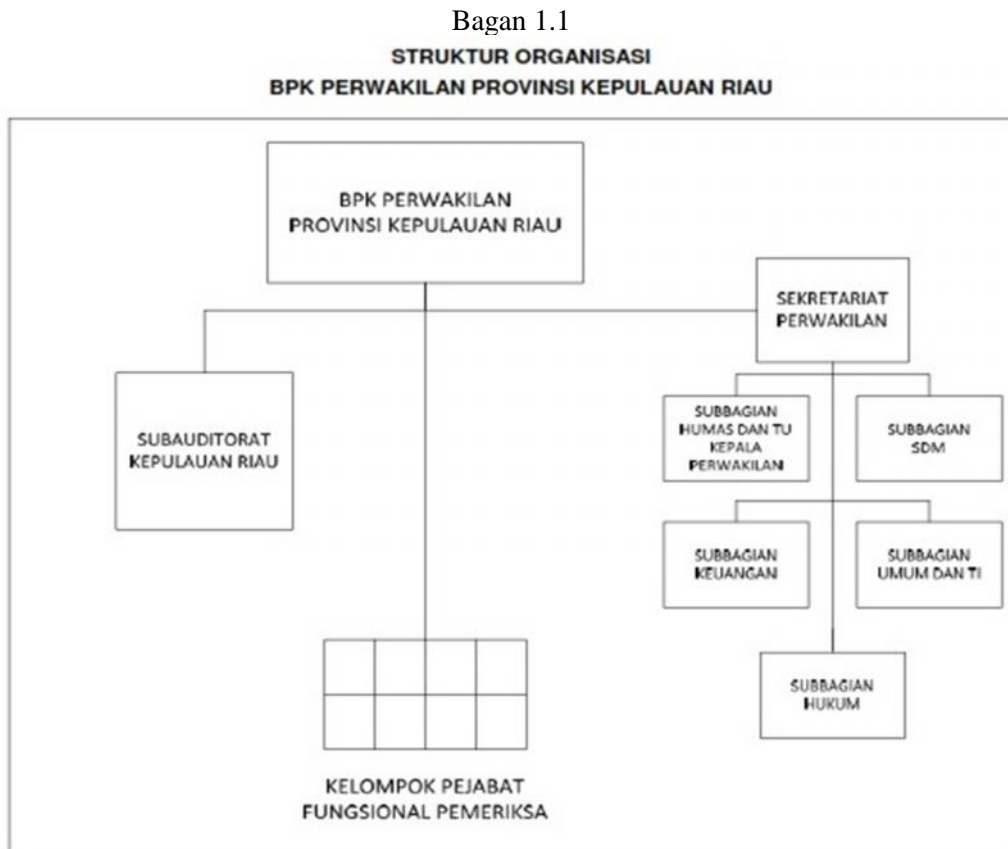 Bagan 1.1
STRUKTUR ORGANISASI
BPK PERWAKILAN PROVINSI KEPULAUAN RIAU
BPK PERWAKILAN
PROVINSI KEPULAUAN RIAU
SEKRETARIAT
PERWAKILAN
SUBAUDITORAT
KEPULAUAN RIAU
SUBBAGIAN
HUMAS DAN TU
KEPALA
PERWAKILAN
SUBBAGIAN
SDM
SUBBAGIAN
KEUANGAN
SUBBAGIAN
UMUM DAN TI
SUBBAGIAN
HUKUM
KELOMPOK PEJABAT
FUNGSIONAL PEMERIKSA